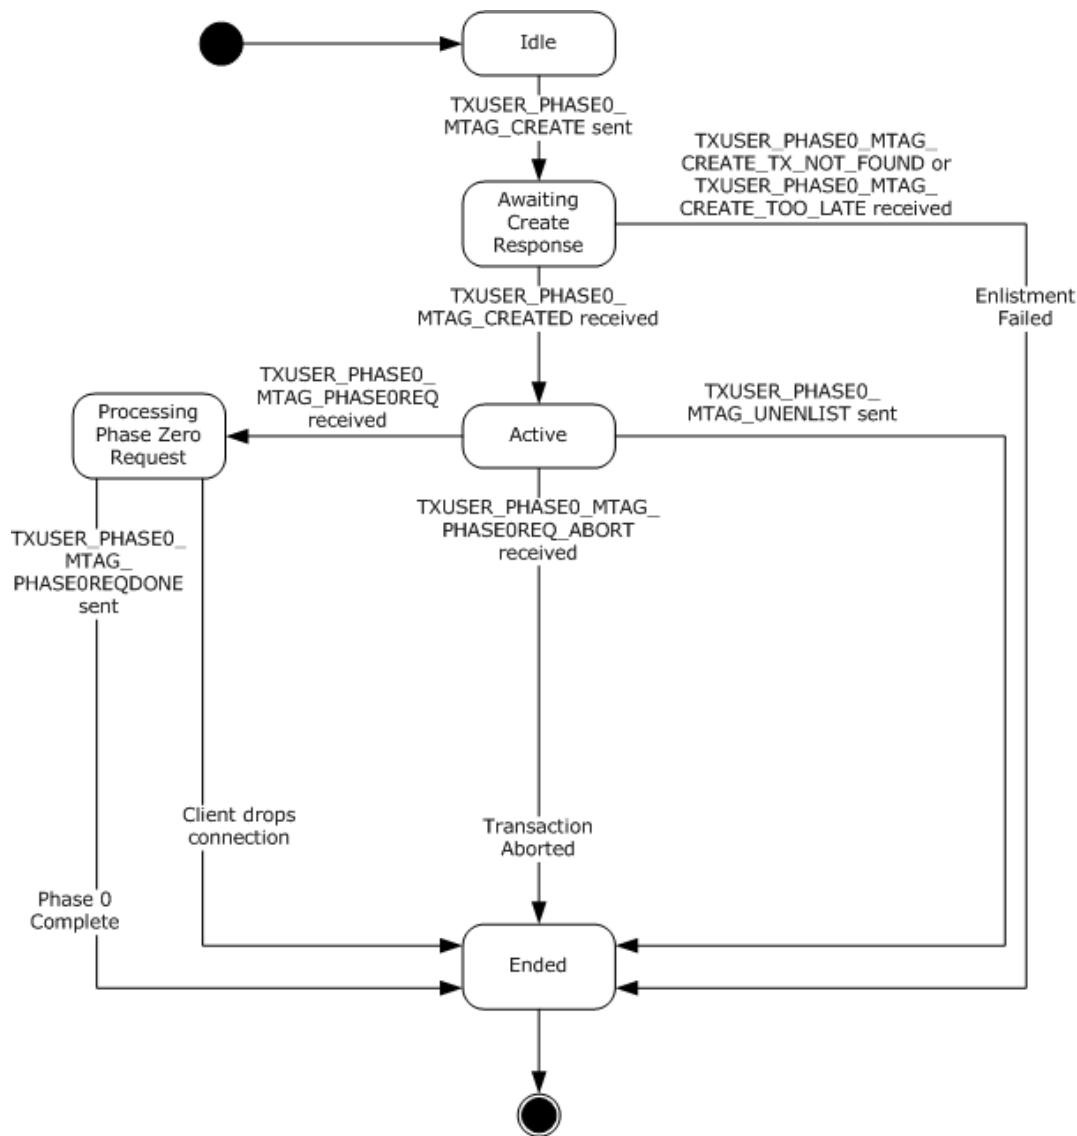 Idle
TXUSER_PHASE0_
MTAG_CREATE sent
TXUSER_PHASE0_MTAG_
CREATE_TX_NOT_FOUND or
TXUSER_PHASE0_MTAG_
CREATE_TOO_LATE received
Awaiting
Create
Response
TXUSER_PHASE0_
MTAG_CREATED received
Enlistment
Failed
TXUSER_PHASE0_
MTAG_PHASE0REQ
received
TXUSER_PHASE0_
MTAG_UNENLIST sent
Processing
Phase Zero
Request
Active
TXUSER_PHASE0_MTAG_
PHASE0REQ_ABORT
received
TXUSER_PHASE0_
MTAG_
PHASE0REQDONE
sent
Client drops
connection
Transaction
Aborted
Phase 0
Complete
Ended